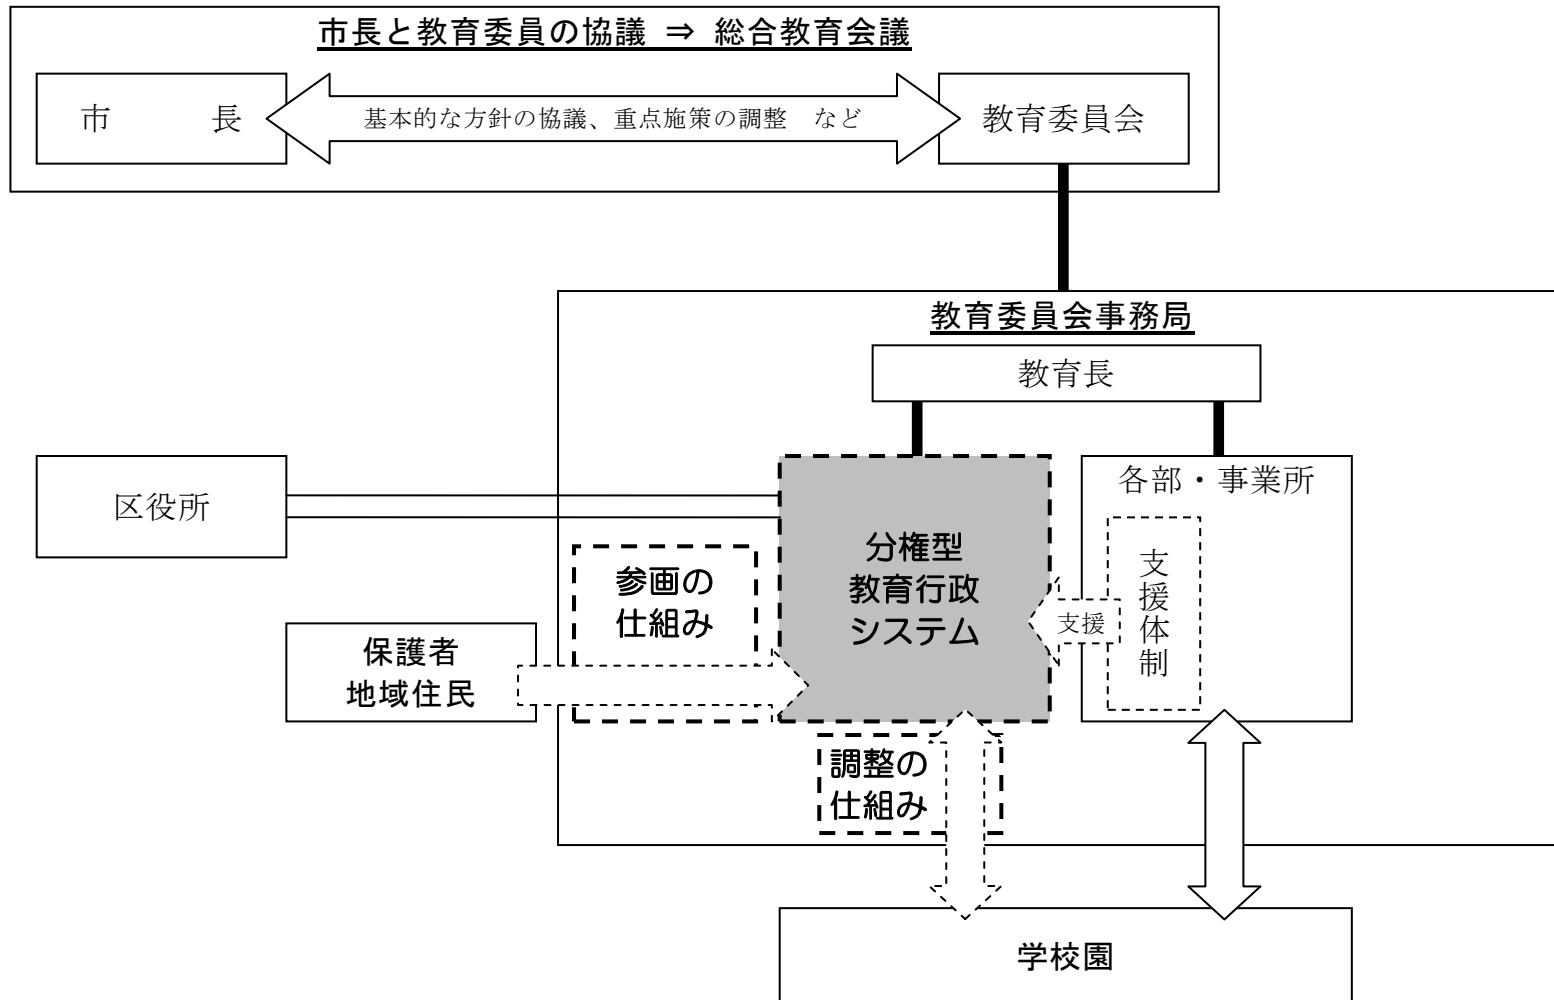 市長と教育委員の協議 ⇒ 総合教育会議
市　　　長
基本的な方針の協議、重点施策の調整　など
教育委員会
教育委員会事務局
教育長
区役所
各部・事業所
分権型
教育行政
システム
支援体制
支援
参画の
仕組み
保護者
地域住民
調整の
仕組み
学校園